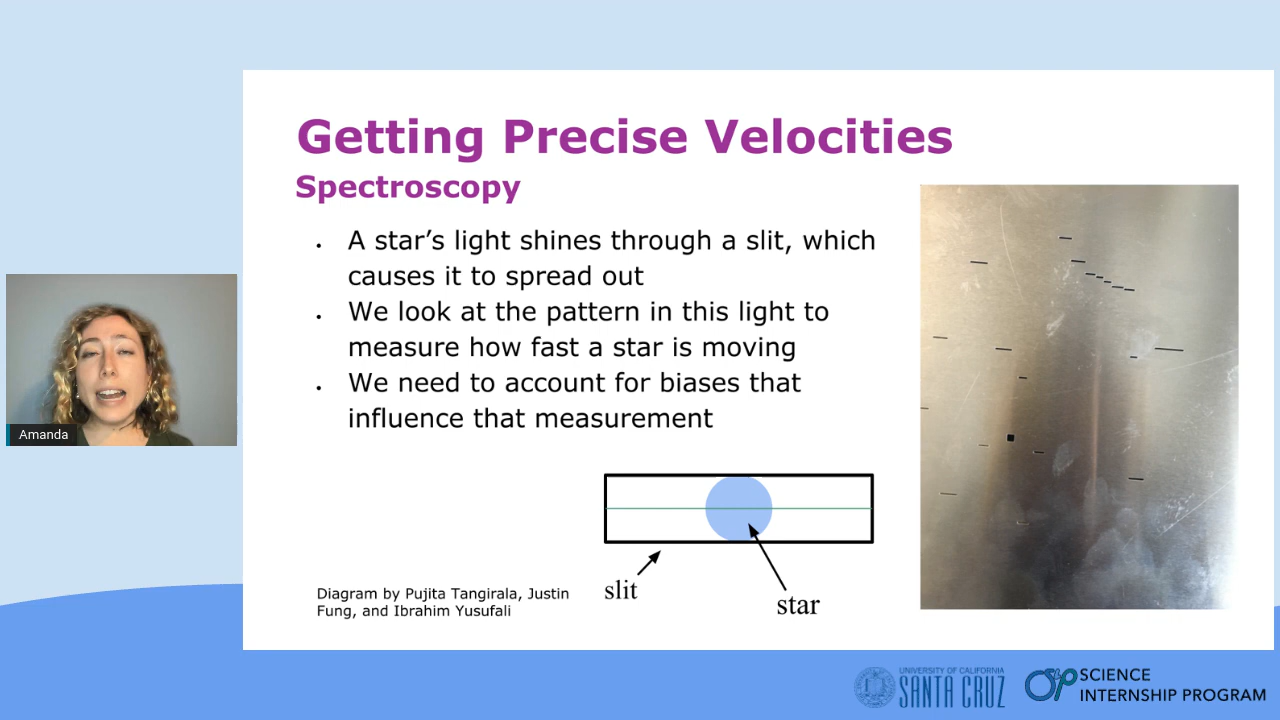 Getting Precise Velocities
Spectroscopy
• A star’s light shines through a slit, which
causes it to spread out
• We look at the pattern in this light to
measure how fast a star is moving
• We need to account for biases that
influence that measurement
slit
star
Diagram by Pujita Tangirala, Justin
Fung, and Ibrahim Yusufali
Amanda
UNIVERSITY OF CALIFORNIA
SANTA CRUZ
SCIENCE
INTERNSHIP PROGRAM